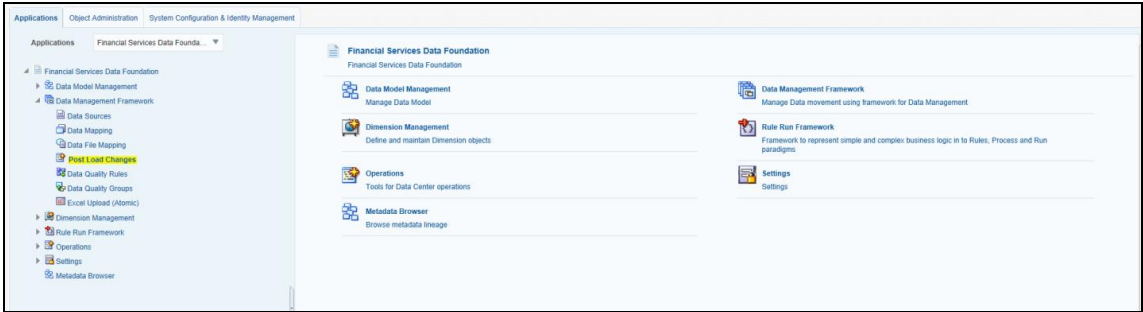 Applications Object Administration System Configuration & Identity Management
Applications Financial Services Data Founda...
Financial Services Data Foundation
Data Model Management
Data Management Framework
Data Sources
Data Mapping
Data File Mapping
Post Load Changes
Data Quality Rules
Data Quality Groups
Excel Upload (Atomic)
Dimension Management
Rule Run Framework
Operations
Settings
Metadata Browser
Financial Services Data Foundation
Financial Services Data Foundation
Data Model Management
Manage Data Model
Data Management Framework
Manage Data movement using framework for Data Management
Dimension Management
Define and maintain Dimension objects
Rule Run Framework
Framework to represent simple and complex business logic in to Rules, Process and Run
paradigms
Operations
Tools for Data Center operations
Settings
Settings
Metadata Browser
Browse metadata lineage